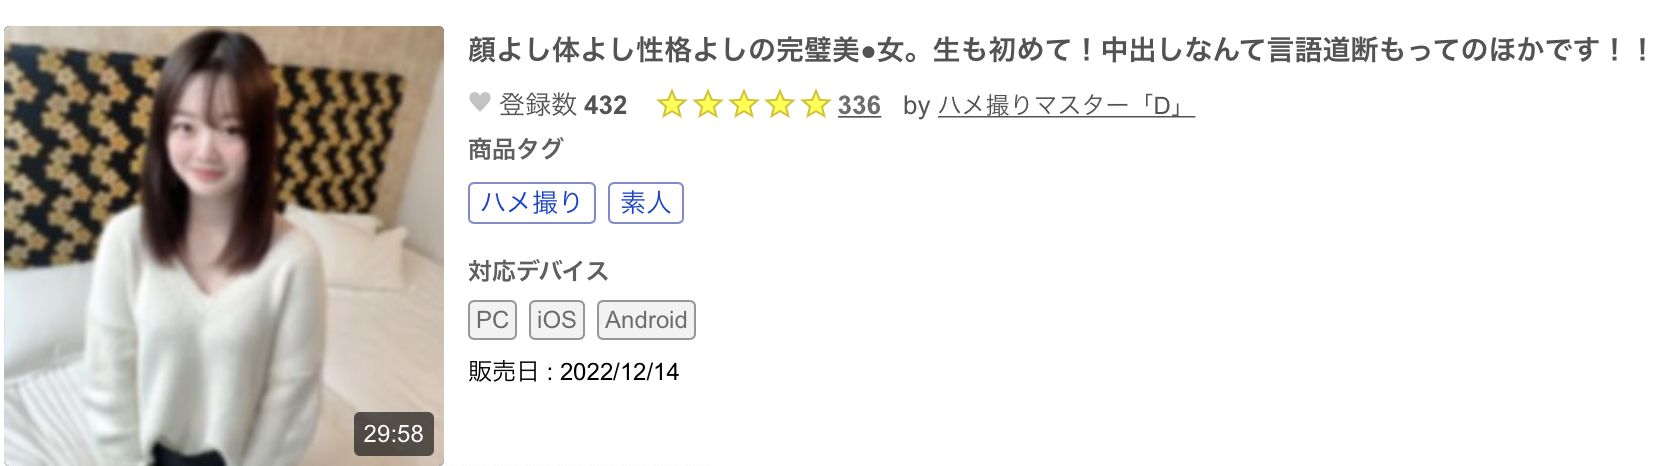 顔よし体よし性格よしの完璧美●女。生も初めて！中出しなんて言語道断もってのほかです！！
登録数 432 336 by ハメ撮りマスター「D」
商品タグ
ハメ撮り 素人
対応デバイス
PC iOS Android
販売日 : 2022/12/14
29:58